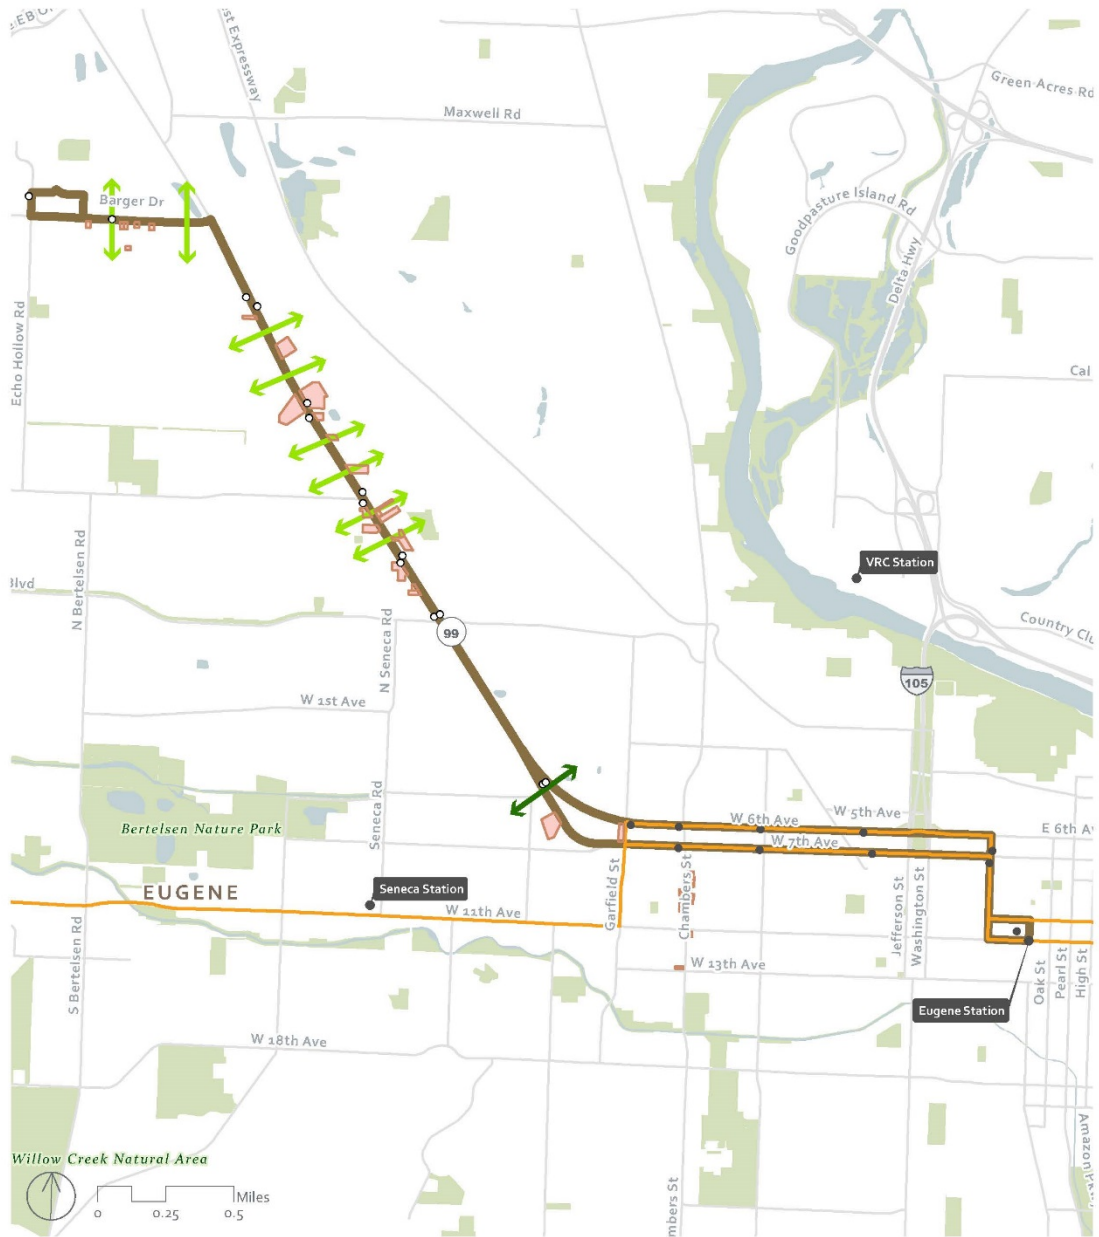 EB O
st Expressway
Green Acres Rd
Maxwell Rd
Barger Dr
Goodpasture Island Rd
Delta Hwy
Echo Hollow Rd
Cal
N Bertelsen Rd
VRC Station
Blvd
N Seneca Rd
99
Country Clu
105
W 1st Ave
Seneca Rd
W 5th Ave
W 6th Ave
E 6th A
Bertelsen Nature Park
W 7th Ave
EUGENE
Seneca Station
W 11th Ave
Garfield St
Chambers St
Jefferson St
Washington St
S Bertelsen Rd
W 13th Ave
Oak St
Pearl St
High St
Eugene Station
W 18th Ave
Willow Creek Natural Area
Miles
0
0.25
0.5
mbers St